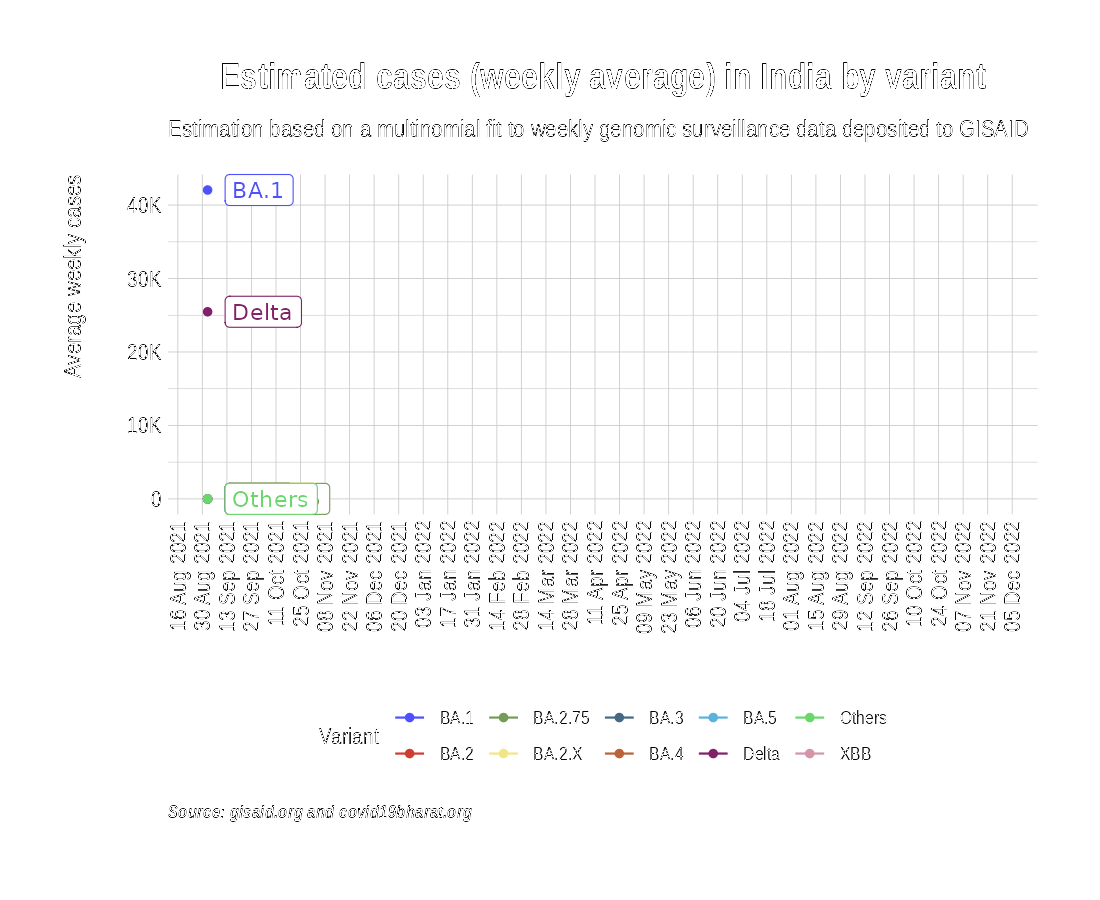 Estimated cases (weekly average) in India by variant
Estimation based on a multinomial fit to weekly genomic surveillance data deposited to GISAID
Average weekly cases
40K
30K
20K
10K
0
BA.1
Delta
Others
16 Aug 2021
30 Aug 2021
13 Sep 2021
27 Sep 2021
11 Oct 2021
25 Oct 2021
08 Nov 2021
22 Nov 2021
06 Dec 2021
20 Dec 2021
03 Jan 2022
17 Jan 2022
31 Jan 2022
14 Feb 2022
28 Feb 2022
14 Mar 2022
28 Mar 2022
11 Apr 2022
25 Apr 2022
09 May 2022
23 May 2022
06 Jun 2022
20 Jun 2022
04 Jul 2022
18 Jul 2022
01 Aug 2022
15 Aug 2022
29 Aug 2022
12 Sep 2022
26 Sep 2022
10 Oct 2022
24 Oct 2022
07 Nov 2022
21 Nov 2022
05 Dec 2022
Variant
BA.1 BA.2.75 BA.3 BA.5 Others
BA.2 BA.2.X BA.4 Delta XBB
Source: gisaid.org and covid19bharat.org